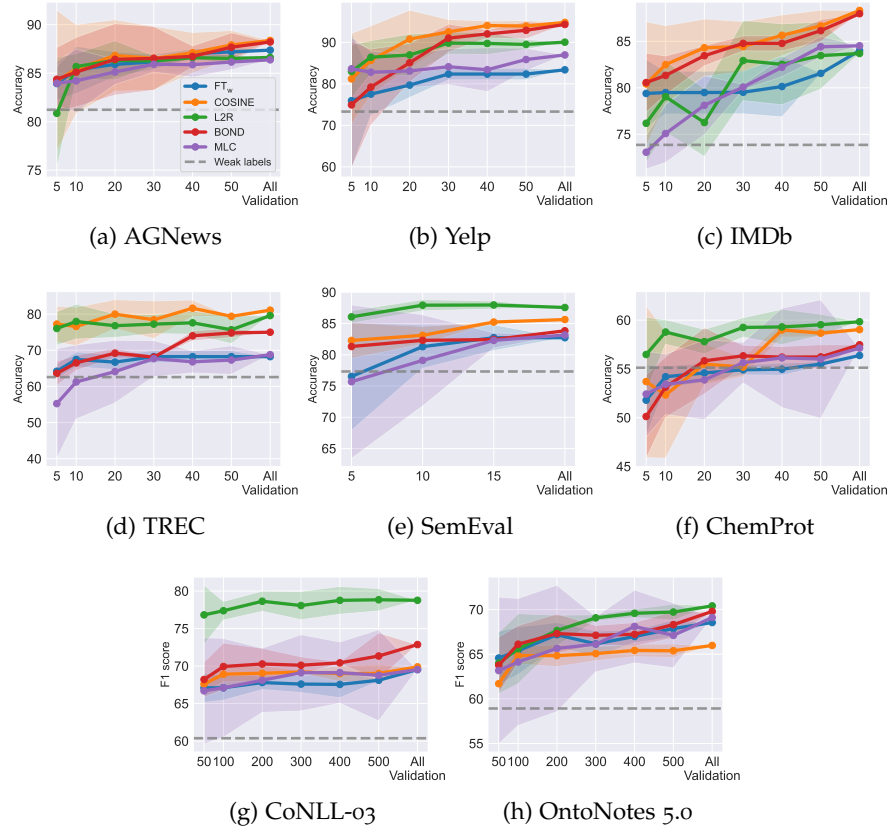 Accuracy
85
80
75
5 10 20 30 40 50 All
Validation
FTw
COSINE
L2R
BOND
MLC
Weak labels
(a) AGNews
Accuracy
90
80
70
60
5 10 20 30 40 50 All
Validation
(b) Yelp
Accuracy
85
80
75
70
5 10 20 30 40 50 All
Validation
(c) IMDb
Accuracy
80
70
60
50
40
5 10 20 30 40 50 All
Validation
(d) TREC
Accuracy
90
85
80
75
70
65
5 10 15 All
Validation
(e) SemEval
Accuracy
60
55
50
45
5 10 20 30 40 50 All
Validation
(f) ChemProt
F1 score
80
75
70
65
60
50 100 200 300 400 500 All
Validation
(g) CoNLL-03
F1 score
70
65
60
55
50 100 200 300 400 500 All
Validation
(h) OntoNotes 5.0